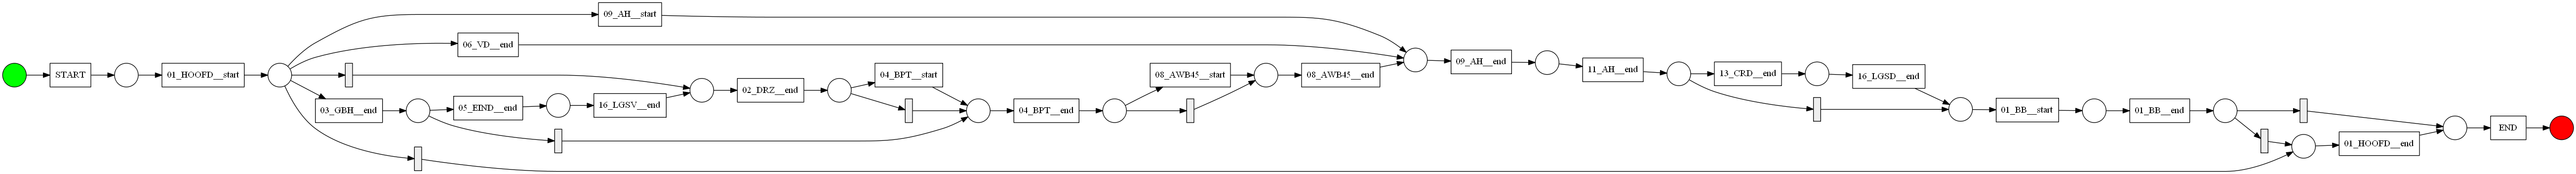 START
01_HOOFD__start
09_AH__start
06_VD__end
03_GBH__end
05_EIND__end
16_LGSV__end
02_DRZ__end
04_BPT__start
04_BPT__end
08_AWB45__start
08_AWB45__end
09_AH__end
11_AH__end
13_CRD__end
16_LGSD__end
01_BB__start
01_BB__end
01_HOOFD__end
END